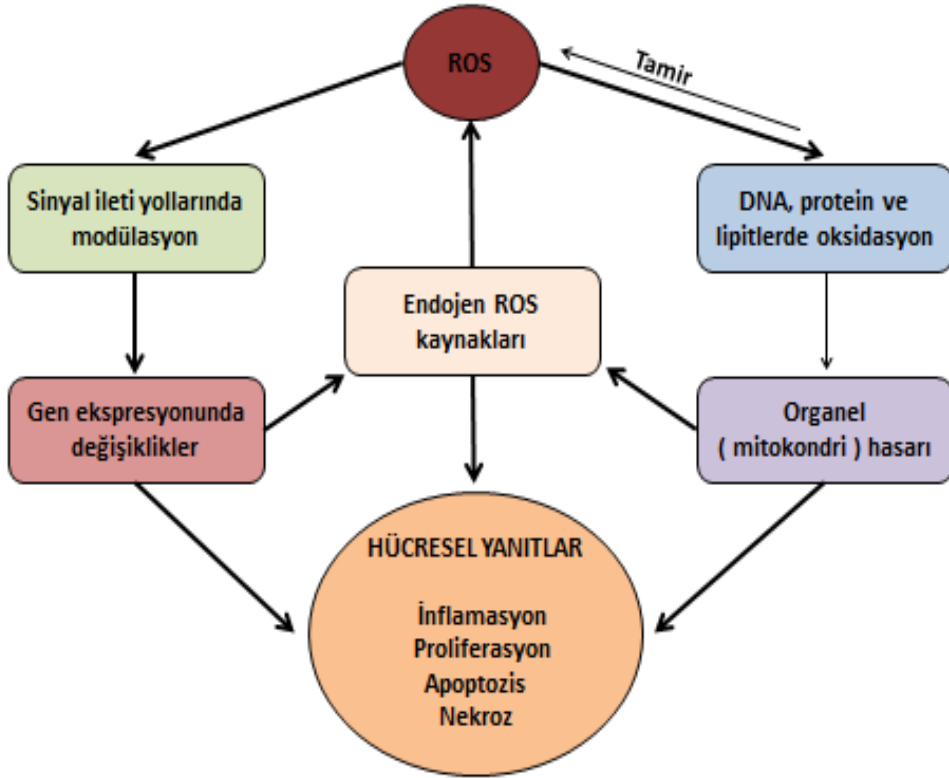 ROS
Tamir
Sinyal ileti yollarında
modülasyon
DNA, protein ve
lipitlerde oksidasyon
Endojen ROS
kaynakları
Gen ekspresyonunda
değişiklikler
Organel
( mitokondri ) hasarı
HÜCRESEL YANITLAR
İnflamasyon
Proliferasyon
Apoptozis
Nekroz